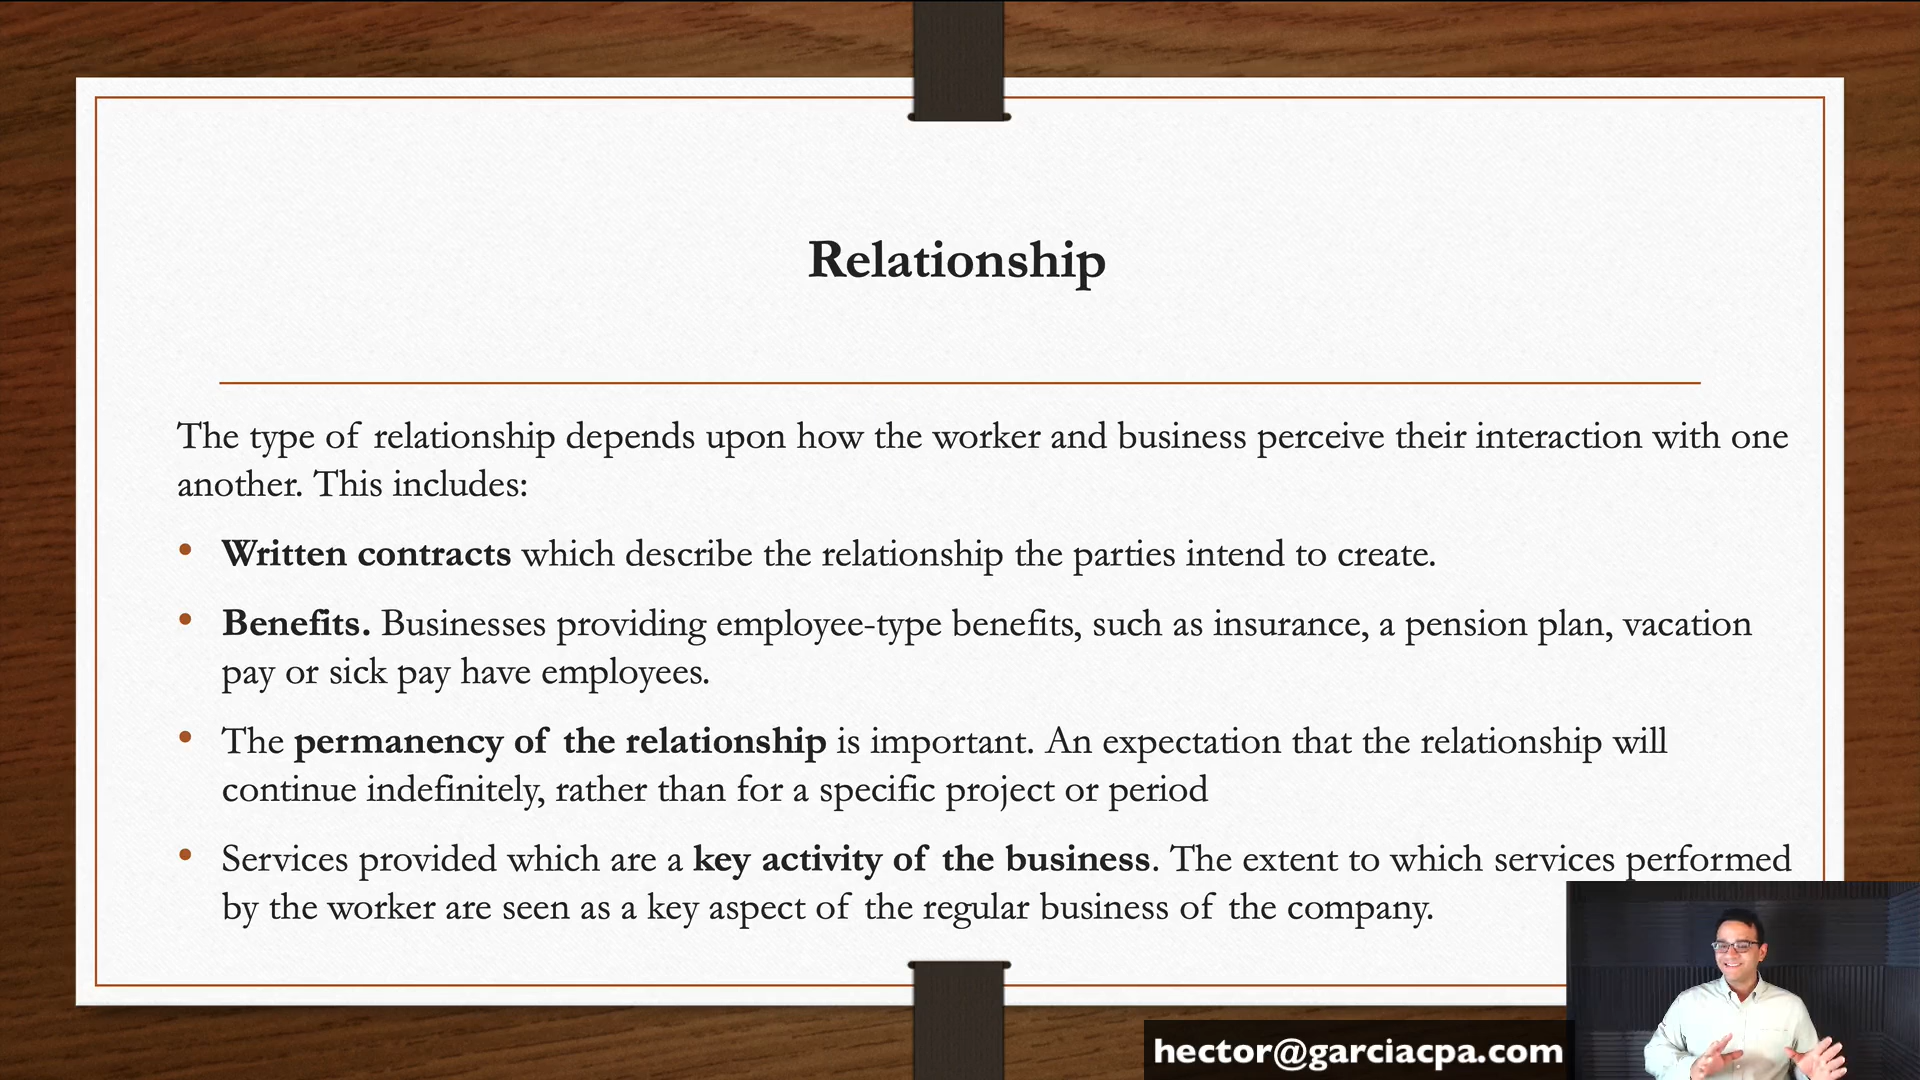 Relationship
The type of relationship depends upon how the worker and business perceive their interaction with one
another. This includes:
• Written contracts which describe the relationship the parties intend to create.
• Benefits. Businesses providing employee-type benefits, such as insurance, a pension plan, vacation
pay or sick pay have employees.
• The permanency of the relationship is important. An expectation that the relationship will
continue indefinitely, rather than for a specific project or period
• Services provided which are a key activity of the business. The extent to which services performed
by the worker are seen as a key aspect of the regular business of the company.
hector@garciacpa.com